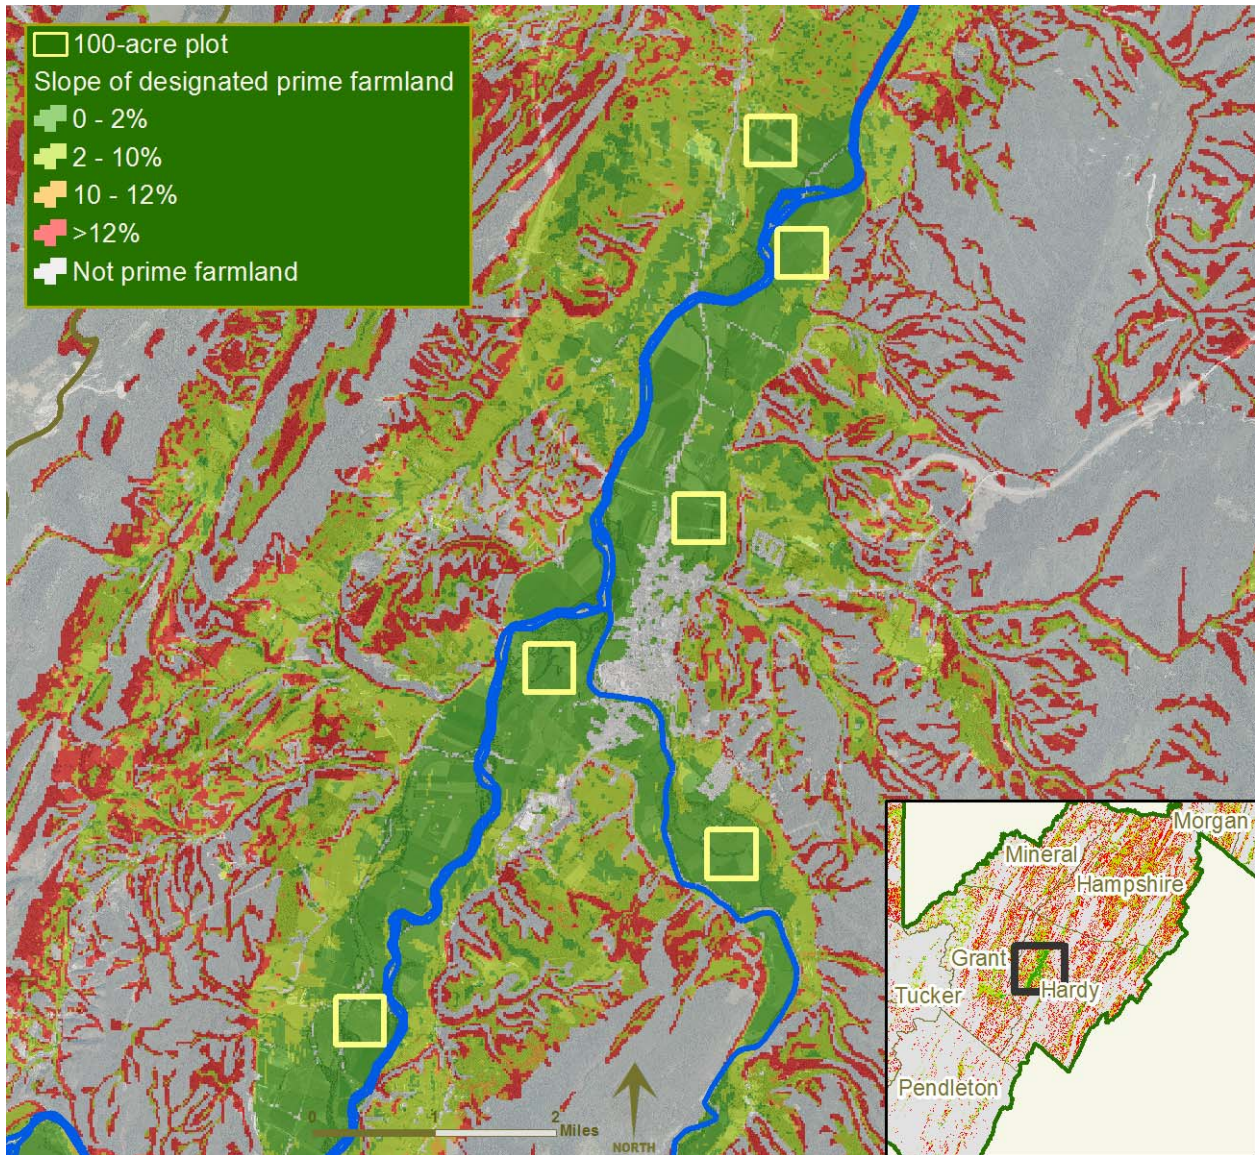 100-acre plot
Slope of designated prime farmland
0 - 2%
2 - 10%
10 - 12%
>12%
Not prime farmland
Morgan
Mineral
Hampshire
Grant
Hardy
Tucker
Pendleton
0 1 2
Miles
NORTH